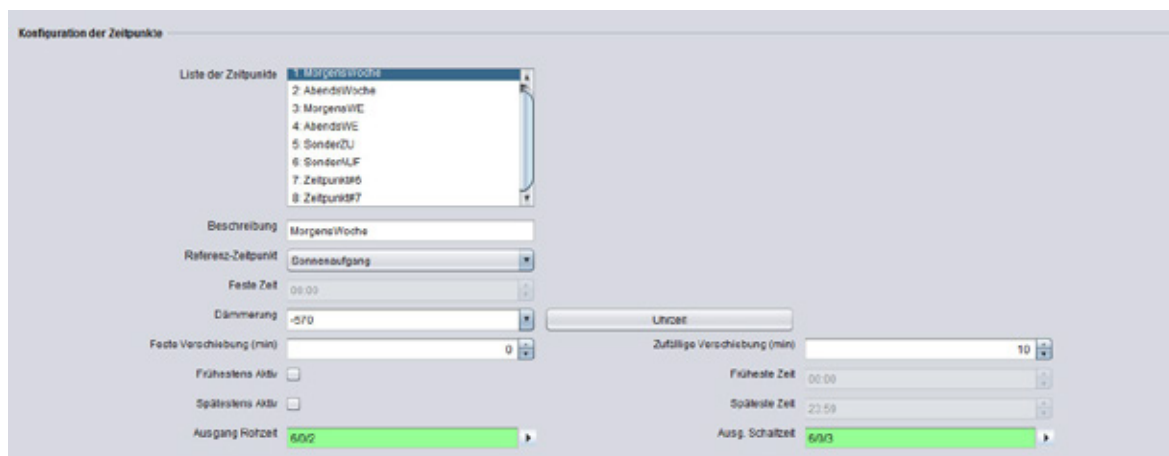 Konfiguration der Zeitpunkte
Liste der Zeitpunkte
1: MorgensWoche
2: AbendsWoche
3: MorgensWE
4: AbendsWE
5: SonderZU
6: SonderAUF
7: Zeitpunkt#6
8: Zeitpunkt#7
Beschreibung MorgensWoche
Referenz-Zeitpunkt Sonnenaufgang
Feste Zeit 06:00
Dämmerung -570 Uhrzeit
Feste Verschiebung (min) 0 Zufällige Verschiebung (min) 10
Frühestens Aktiv Früheste Zeit 00:00
Spätestens Aktiv Späteste Zeit 23:59
Ausgang Rohzeit 6/0/2 Ausg. Schaltzeit 6/0/3